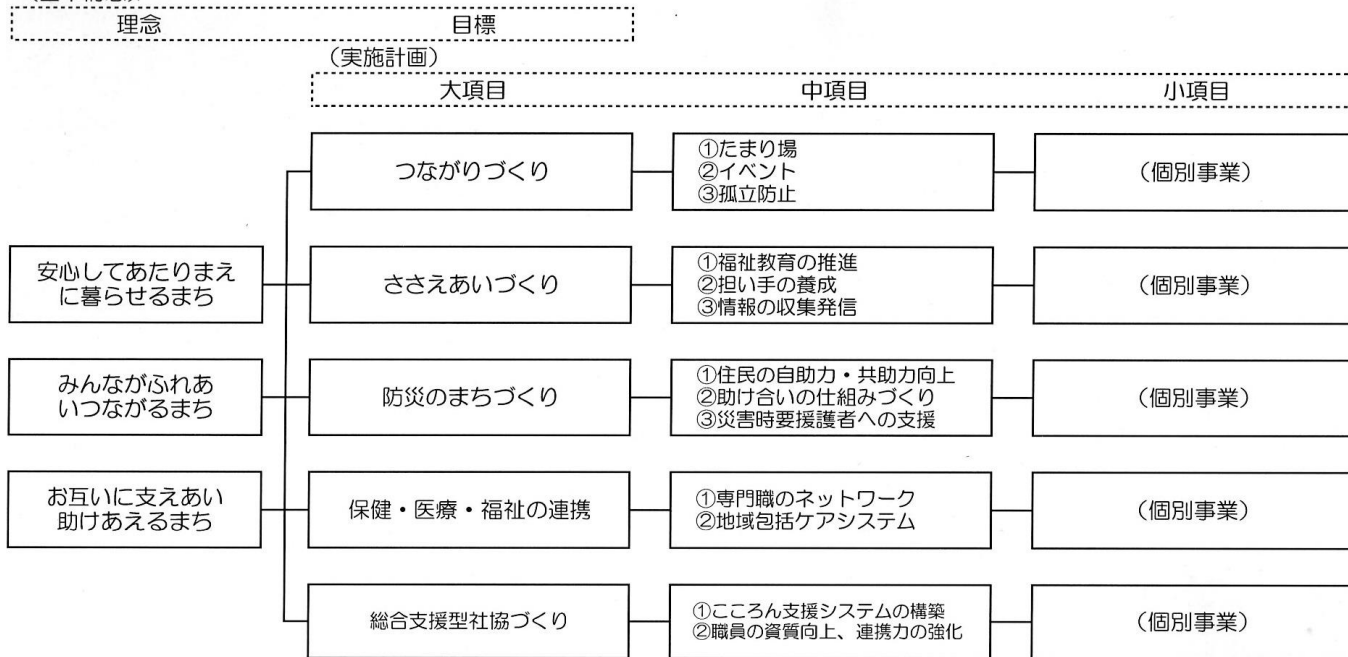 理念 目標
(実施計画)
大項目 中項目 小項目
つながりづくり
①たまり場
②イベント
③孤立防止
(個別事業)
安心してあたりまえ
に暮らせるまち
ささえあいづくり
①福祉教育の推進
②担い手の養成
③情報の収集発信
(個別事業)
みんながふれあ
いつながるまち
防災のまちづくり
①住民の自助力・共助力向上
②助け合いの仕組みづくり
③災害時要援護者への支援
(個別事業)
お互いに支えあい
助けあえるまち
保健・医療・福祉の連携
①専門職のネットワーク
②地域包括ケアシステム
(個別事業)
総合支援型社協づくり
①こころん支援システムの構築
②職員の資質向上、連携力の強化
(個別事業)